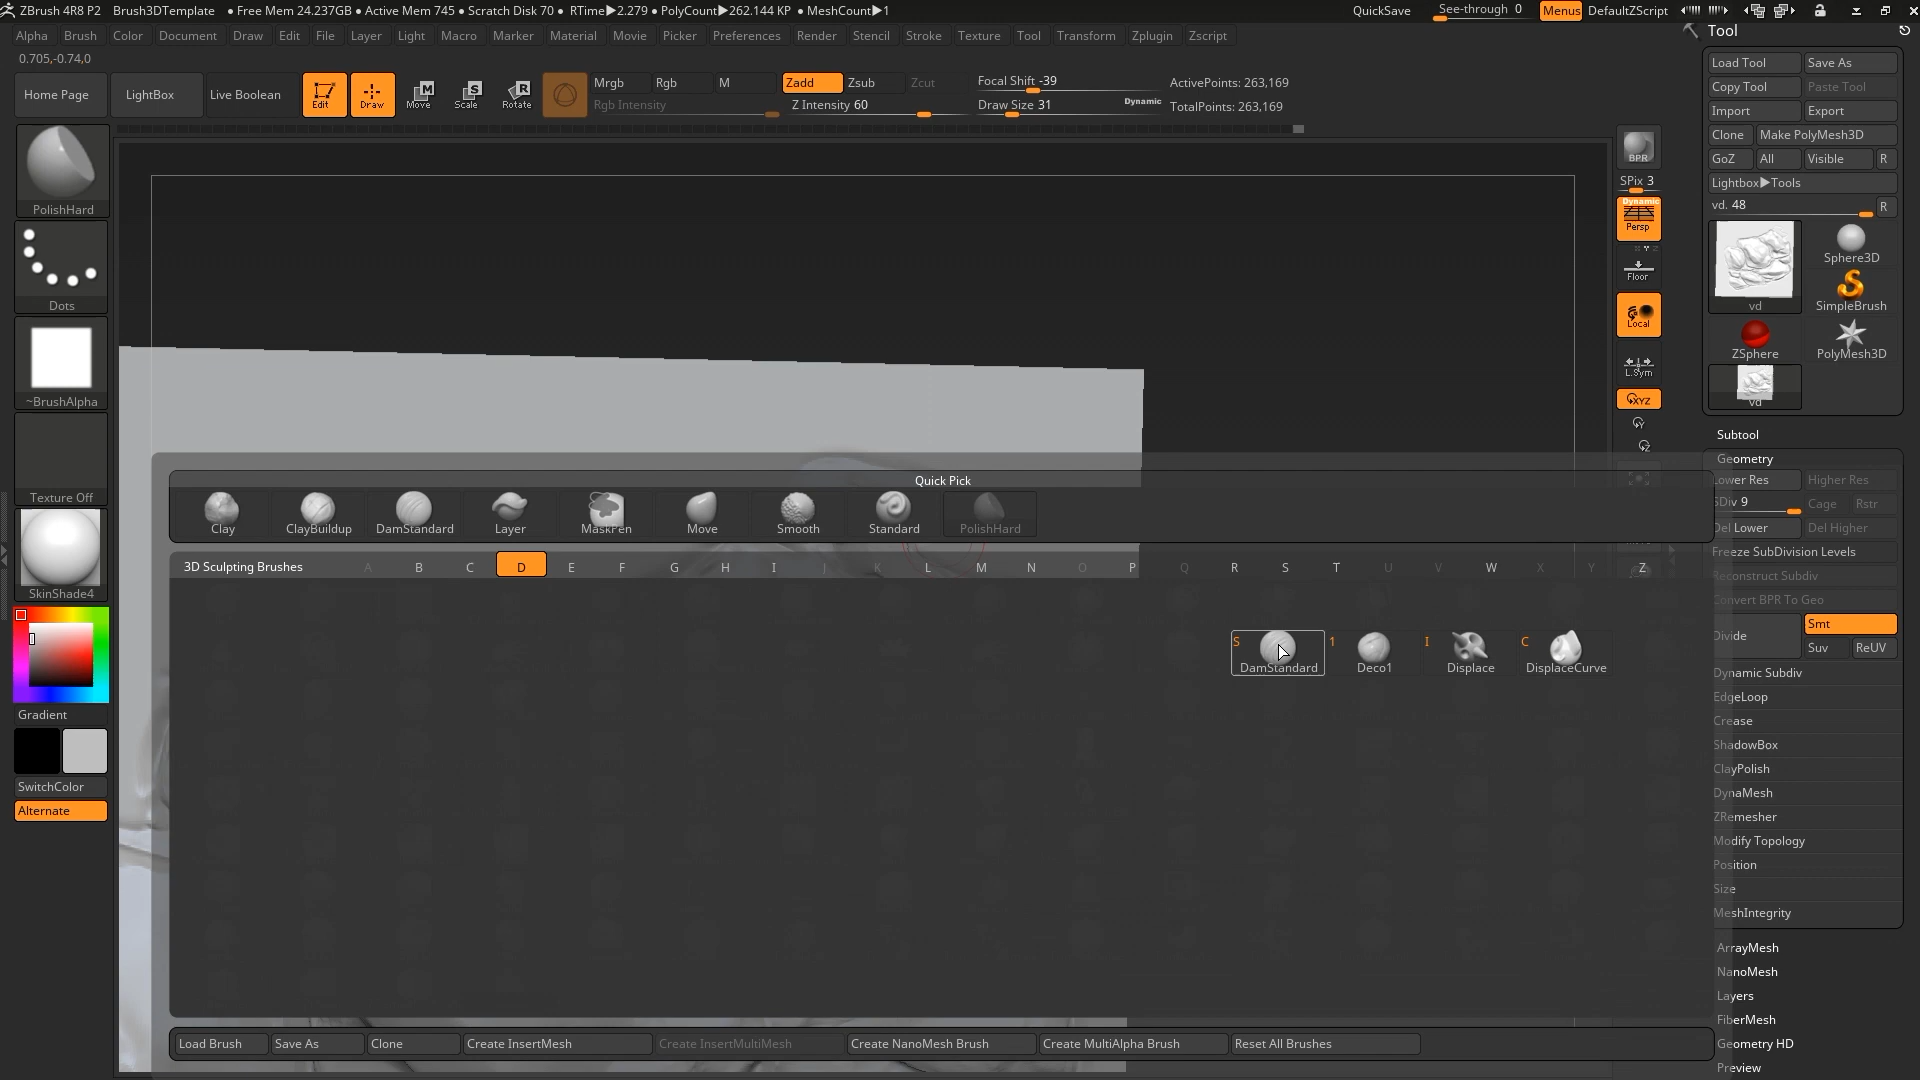 ZBrush 4R8 P2 Brush3DTemplate • Free Mem 24.237GB • Active Mem 745 • Scratch Disk 70 • RTime▶2.279 • PolyCount▶262.144 KP • MeshCount▶1 QuickSave See-through 0 Menus DefaultZScript
Alpha Brush Color Document Draw Edit File Layer Light Macro Marker Material Movie Picker Preferences Render Stencil Stroke Texture Tool Transform Zplugin Zscript
0.705,-0.74,0
Home Page LightBox Live Boolean Edit Draw Move Scale Rotate
Mrgb Rgb M Zadd Zsub Zcut Focal Shift -39 ActivePoints: 263,169
Rgb Intensity Z Intensity 60 Draw Size 31 Dynamic TotalPoints: 263,169
PolishHard
Dots
~BrushAlpha
Texture Off
SkinShade4
Gradient
SwitchColor
Alternate
Quick Pick
Clay ClayBuildup DamStandard Layer MaskPen Move Smooth Standard PolishHard
3D Sculpting Brushes A B C D E F G H I J K L M N O P Q R S T U V W X Y Z
S 1 I C
DamStandard Deco1 Displace DisplaceCurve
Load Brush Save As Clone Create InsertMesh Create InsertMultiMesh Create NanoMesh Brush Create MultiAlpha Brush Reset All Brushes
BPR
SPix 3
Dynamic
Persp
Floor
Local
L.Sym
XYZ
Y
Z
Tool
Load Tool Save As
Copy Tool Paste Tool
Import Export
Clone Make PolyMesh3D
GoZ All Visible R
Lightbox▶Tools
vd. 48 R
vd Sphere3D
SimpleBrush
ZSphere PolyMesh3D
vd
Subtool
Geometry
Lower Res Higher Res
SDiv 9 Cage Rstr
Del Lower Del Higher
Freeze SubDivision Levels
Reconstruct Subdiv
Convert BPR To Geo
Divide Smt
Suv ReUV
Dynamic Subdiv
EdgeLoop
Crease
ShadowBox
ClayPolish
DynaMesh
ZRemesher
Modify Topology
Position
Size
MeshIntegrity
ArrayMesh
NanoMesh
Layers
FiberMesh
Geometry HD
Preview